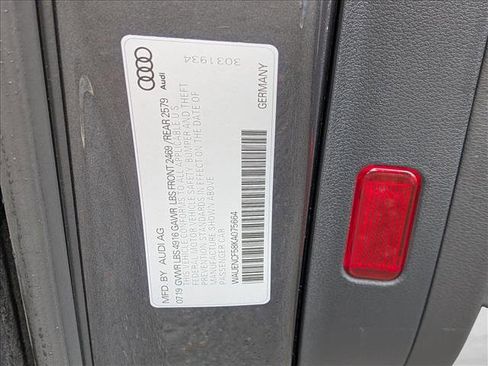 MFD. BY AUDI AG
0719 GVWR LBS 4916 GAWR LBS FRONT 2469 /REAR 2579
THIS VEHICLE CONFORMS TO ALL APPLICABLE U.S.
FEDERAL MOTOR VEHICLE SAFETY, BUMPER AND THEFT
PREVENTION STANDARDS IN EFFECT ON THE DATE OF
MANUFACTURE SHOWN ABOVE.
PASSENGER CAR
WAUENCF58KA075664
GERMANY
Audi
3031934